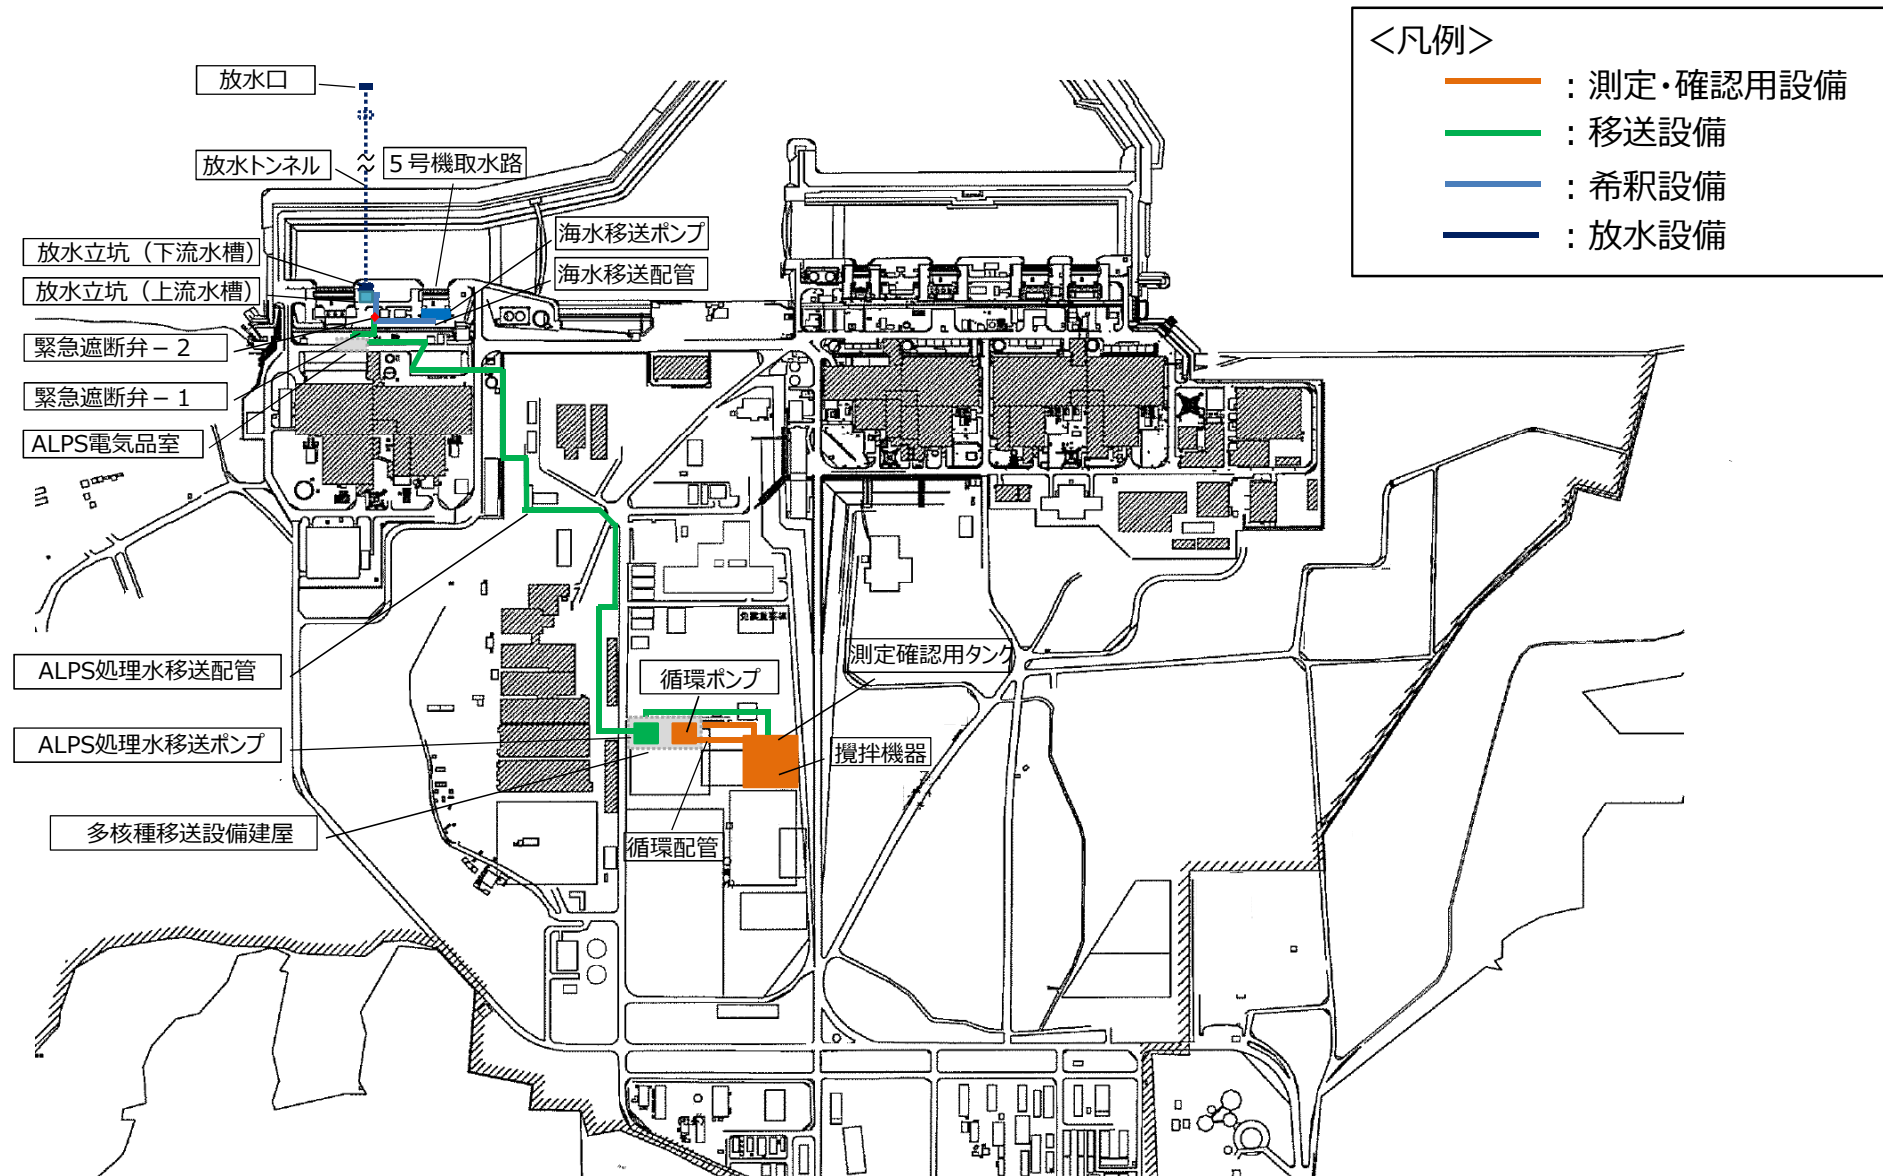 <凡例>
:測定・確認用設備
:移送設備
:希釈設備
:放水設備
放水口
放水トンネル
5号機取水路
海水移送ポンプ
海水移送配管
放水立坑(下流水槽)
放水立坑(上流水槽)
緊急遮断弁-2
緊急遮断弁-1
ALPS電気品室
ALPS処理水移送配管
ALPS処理水移送ポンプ
多核種移送設備建屋
測定確認用タンク
循環ポンプ
攪拌機器
循環配管